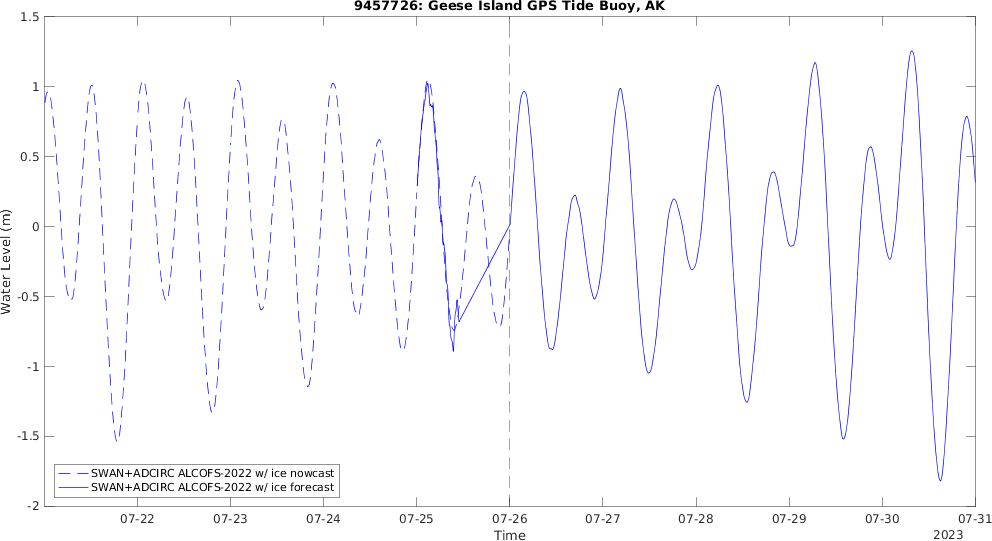 9457726: Geese Island GPS Tide Buoy, AK
1.5
1
0.5
0
-0.5
-1
-1.5
-2
Water Level (m)
SWAN+ADCIRC ALCOFS-2022 w/ ice nowcast
SWAN+ADCIRC ALCOFS-2022 w/ ice forecast
07-22 07-23 07-24 07-25 07-26 07-27 07-28 07-29 07-30 07-31
Time
2023